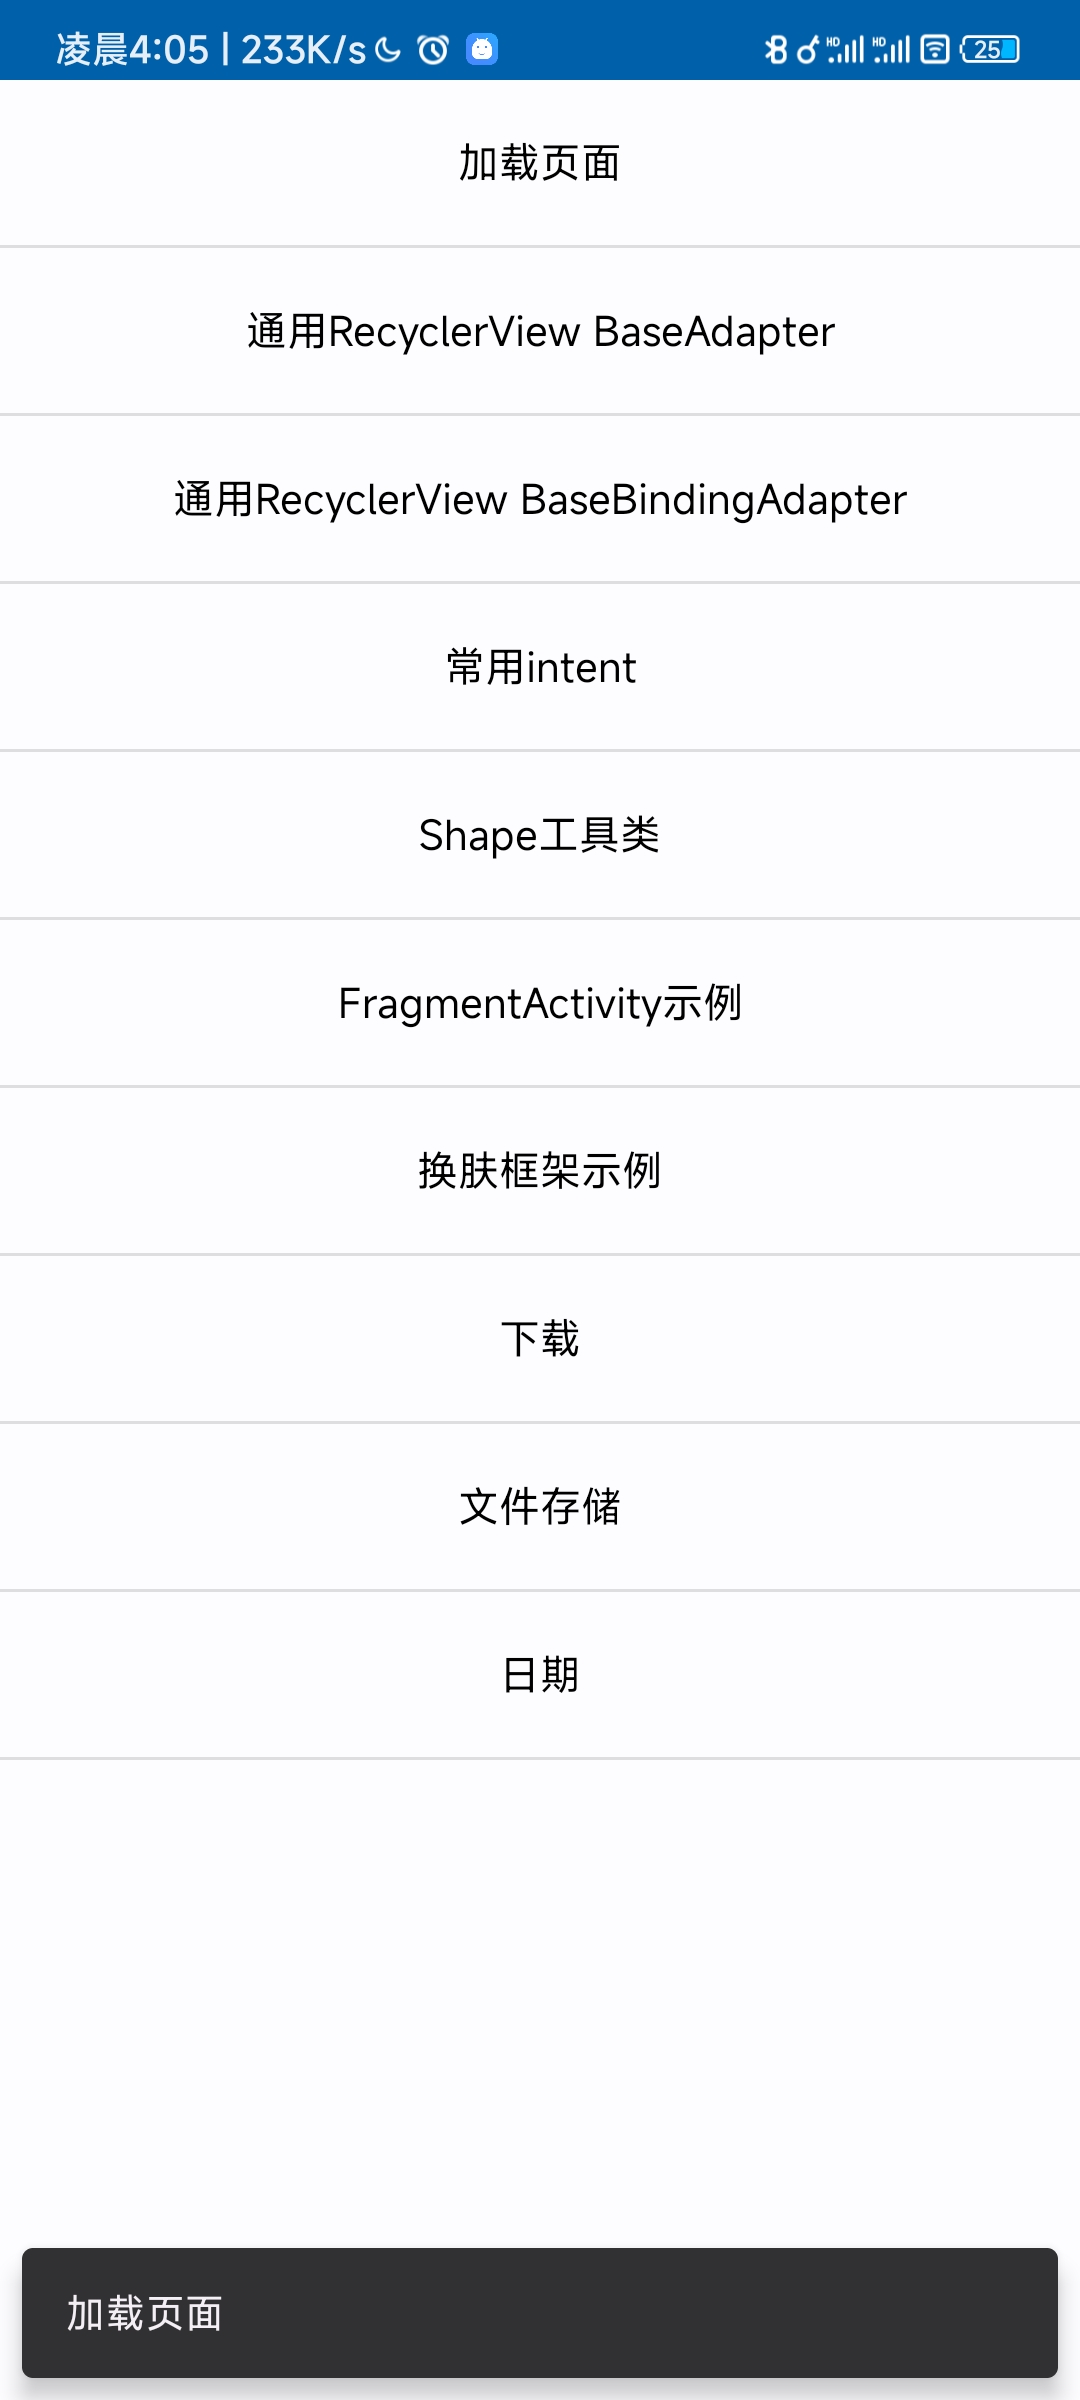 凌晨4:05 | 233K/s HD HD 25
加载页面
通用RecyclerView BaseAdapter
通用RecyclerView BaseBindingAdapter
常用intent
Shape工具类
FragmentActivity示例
换肤框架示例
下载
文件存储
日期
加载页面